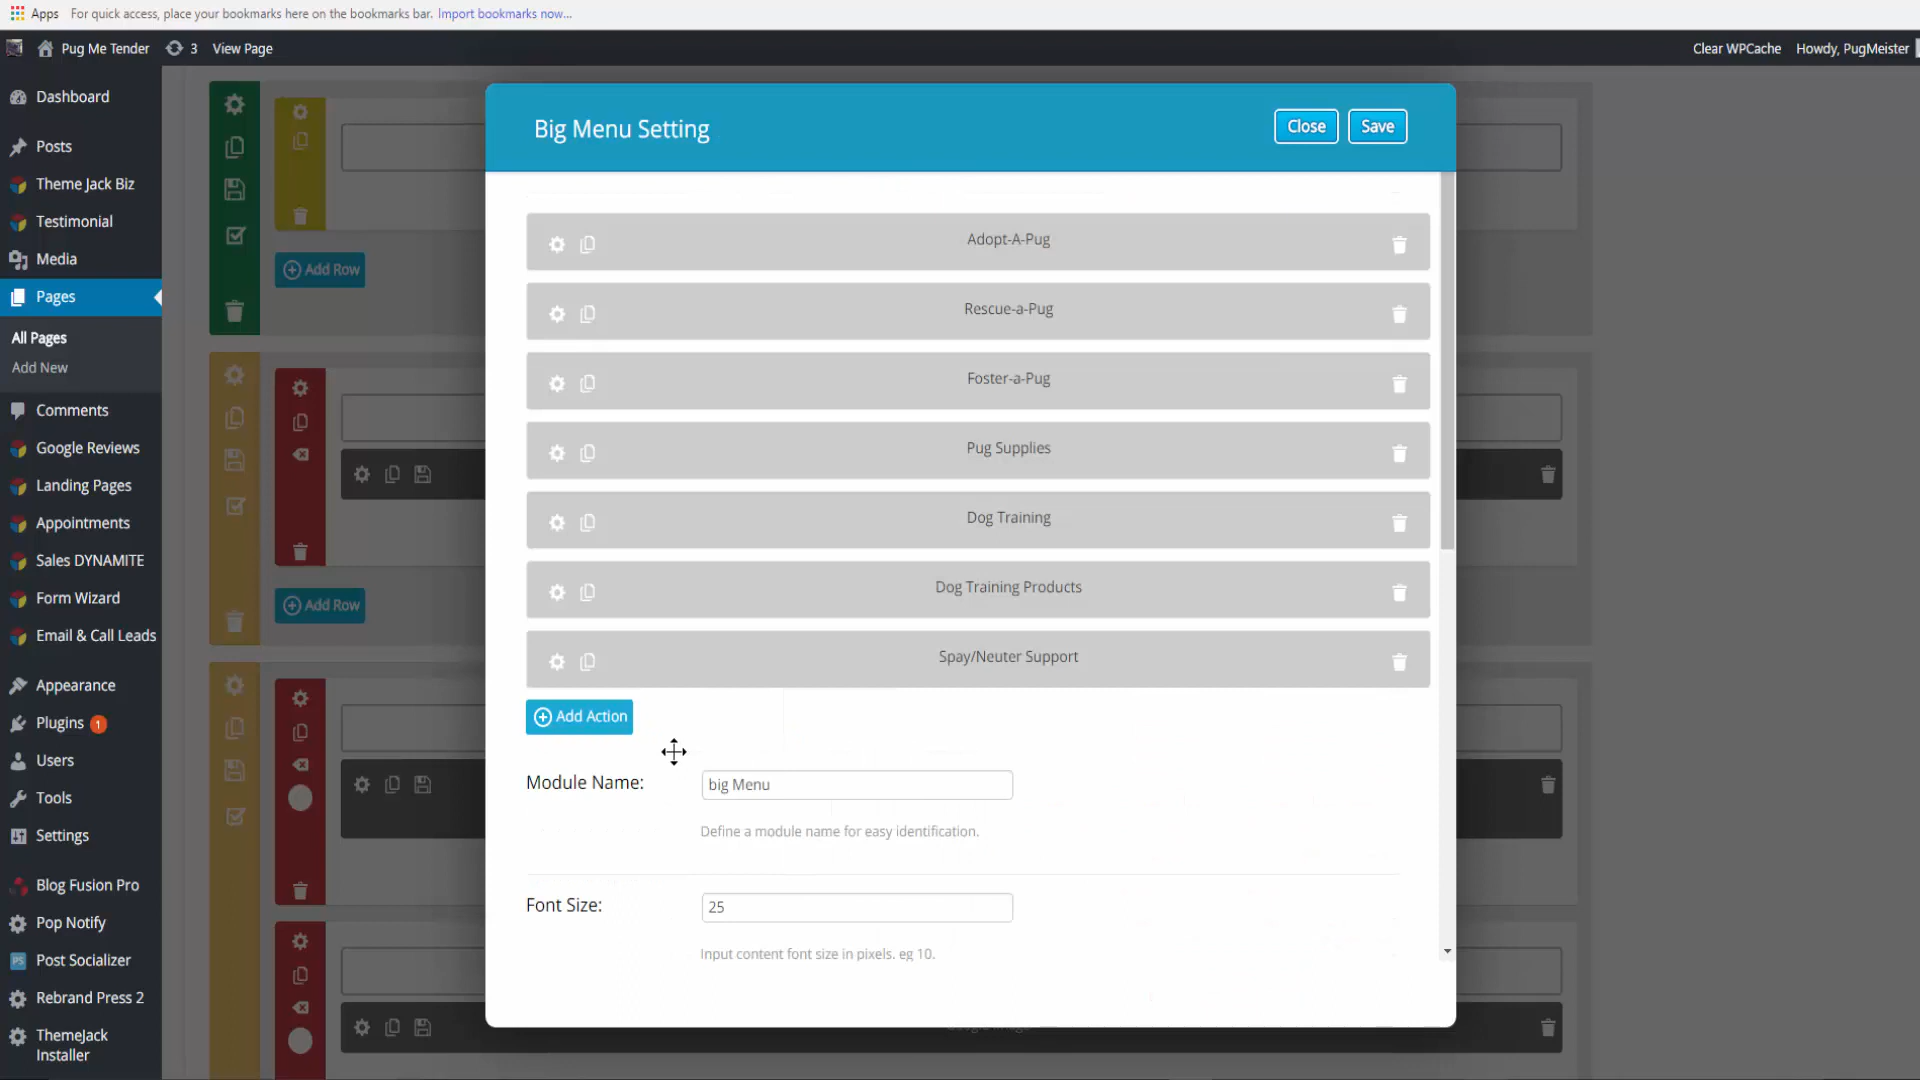 Apps For quick access, place your bookmarks here on the bookmarks bar. Import bookmarks now...
Pug Me Tender 3 View Page Clear WPCache Howdy, PugMeister
Dashboard
Posts
Theme Jack Biz
Testimonial
Media
Pages
All Pages
Add New
Comments
Google Reviews
Landing Pages
Appointments
Sales DYNAMITE
Form Wizard
Email & Call Leads
Appearance
Plugins 1
Users
Tools
Settings
Blog Fusion Pro
Pop Notify
PS Post Socializer
Rebrand Press 2
ThemeJack
Installer
Add Row
Add Row
Big Menu Setting Close Save
Adopt-A-Pug
Rescue-a-Pug
Foster-a-Pug
Pug Supplies
Dog Training
Dog Training Products
Spay/Neuter Support
Add Action
Module Name: big Menu
Define a module name for easy identification.
Font Size: 25
Input content font size in pixels. eg 10.